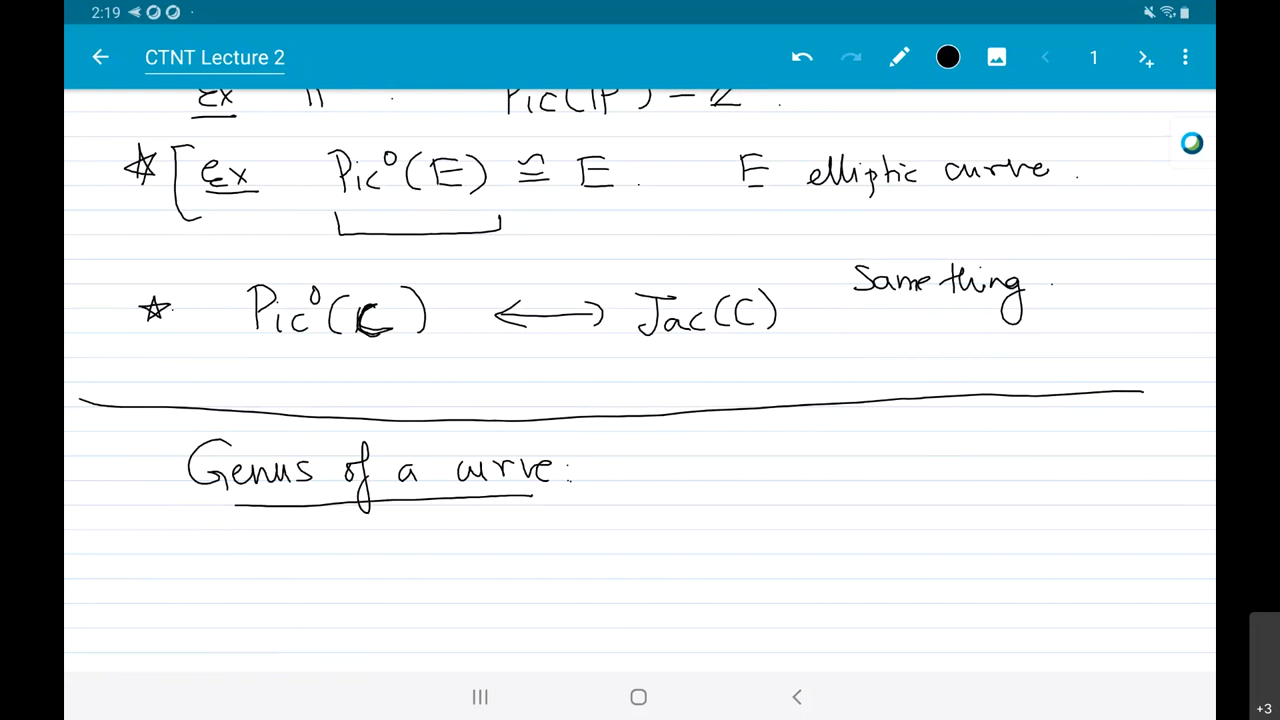 2:19
CTNT Lecture 2
1
Ex Pic(P) = Z .
☆ [ Ex Pic⁰(E) ≅ E . E elliptic curve .
☆ Pic⁰(C) ⟷ Jac(C) Same thing .
Genus of a curve:
+3